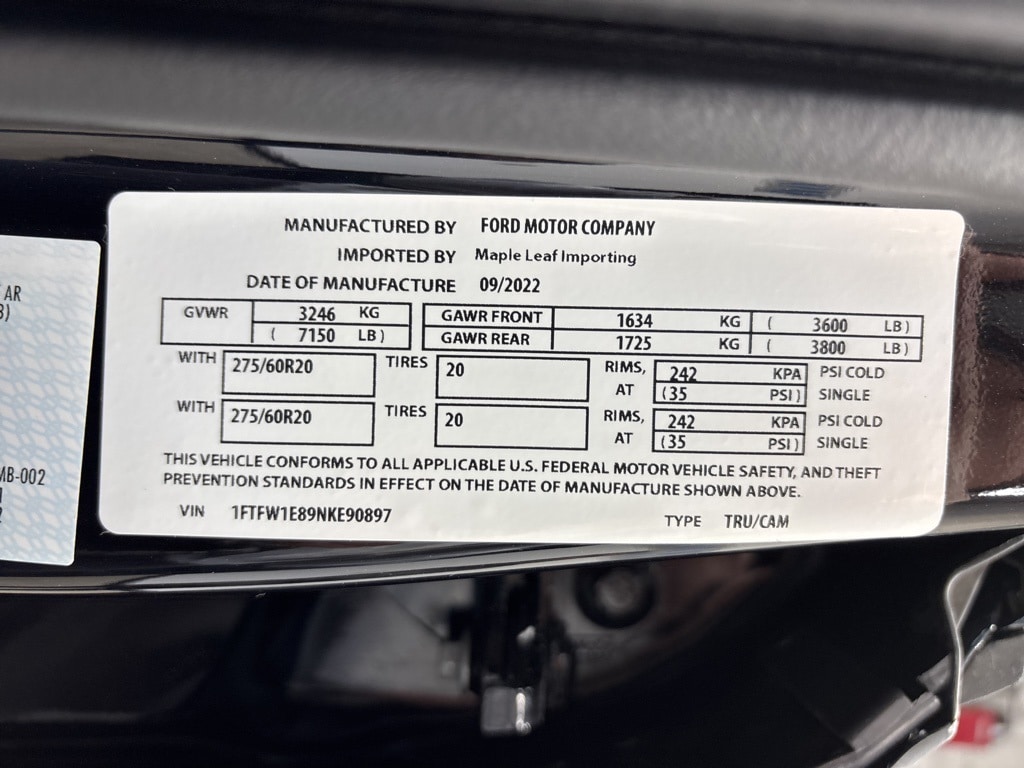 MANUFACTURED BY FORD MOTOR COMPANY
IMPORTED BY Maple Leaf Importing
DATE OF MANUFACTURE 09/2022
GVWR 3246 KG GAWR FRONT 1634 KG ( 3600 LB )
( 7150 LB ) GAWR REAR 1725 KG ( 3800 LB )
WITH 275/60R20 TIRES 20 RIMS, 242 KPA PSI COLD
AT (35 PSI ) SINGLE
WITH 275/60R20 TIRES 20 RIMS, 242 KPA PSI COLD
AT (35 PSI ) SINGLE
THIS VEHICLE CONFORMS TO ALL APPLICABLE U.S. FEDERAL MOTOR VEHICLE SAFETY, AND THEFT
PREVENTION STANDARDS IN EFFECT ON THE DATE OF MANUFACTURE SHOWN ABOVE.
VIN 1FTFW1E89NKE90897 TYPE TRU/CAM
AR
MB-002